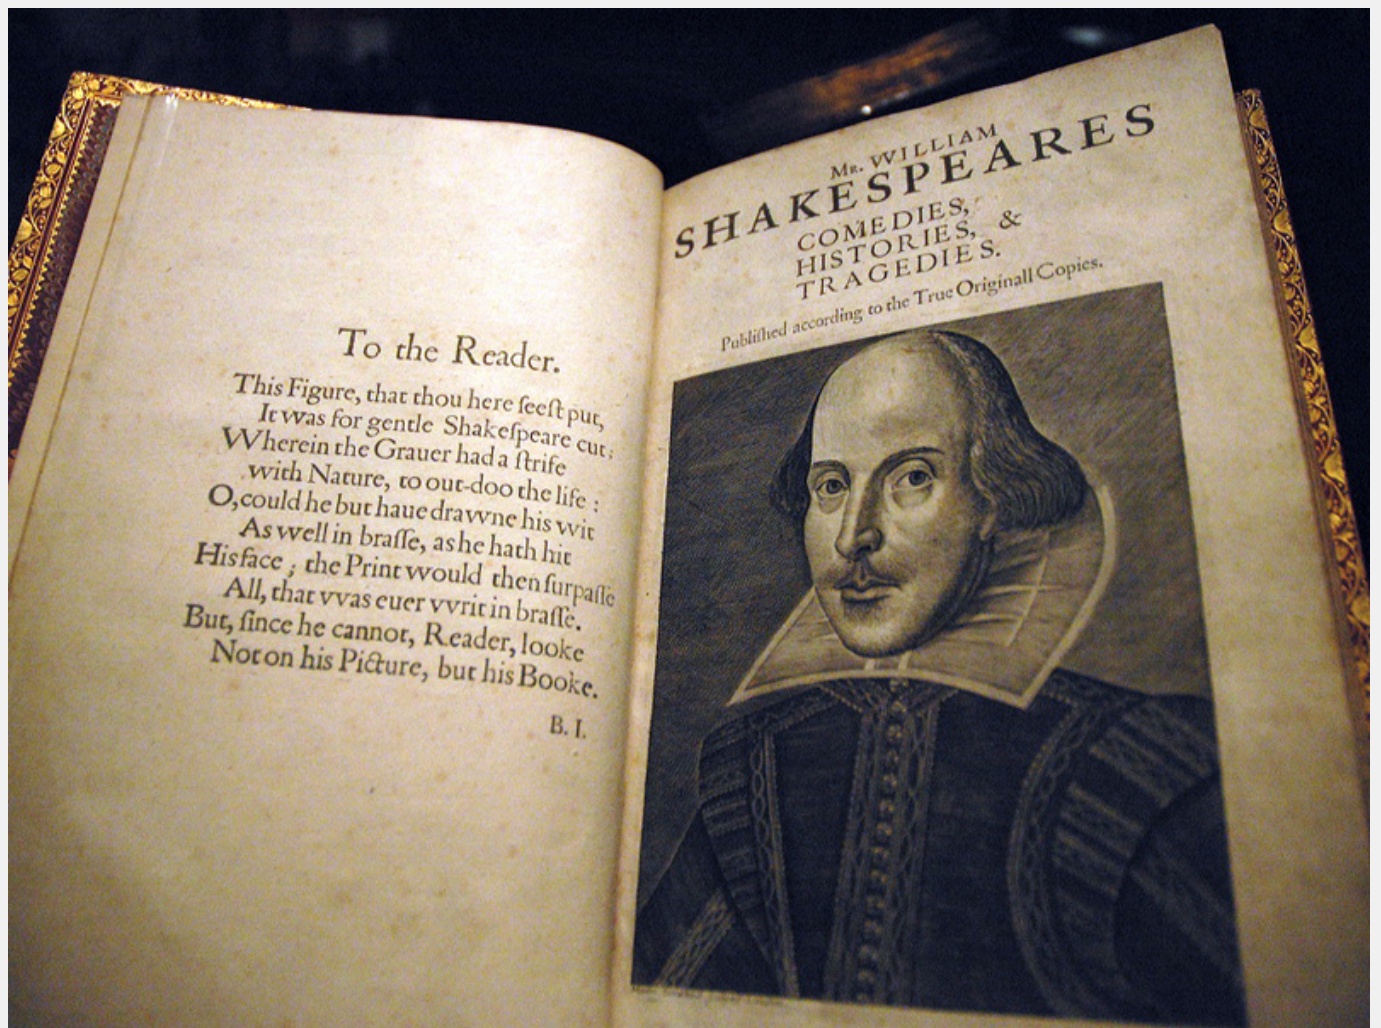 To the Reader.
This Figure, that thou here ſeeſt put,
It was for gentle Shakeſpeare cut;
Wherein the Grauer had a ſtrife
with Nature, to out-doo the life :
O, could he but haue dravvne his vvit
As well in braſſe, as he hath hit
His face ; the Print would then ſurpaſſe
All, that vvas euer vvrit in braſſe.
But, ſince he cannot, Reader, looke
Not on his Picture, but his Booke.
B. I.
Mr. WILLIAM
SHAKESPEARES
COMEDIES,
HISTORIES, &
TRAGEDIES.
Publiſhed according to the True Originall Copies.